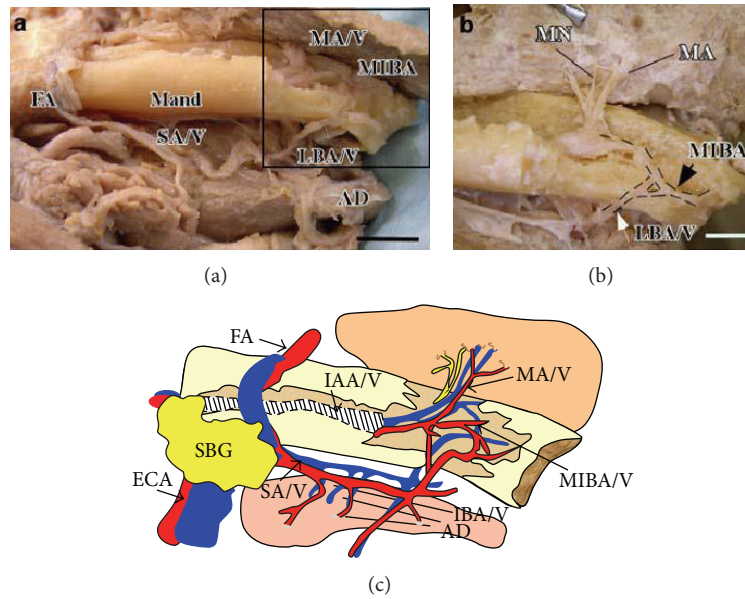 a
MA/V
MIBA
FA
Mand
SA/V
LBA/V
AD
b
MN
MA
MIBA
LBA/V
(a)
(b)
FA
IAA/V
MA/V
SBG
ECA
SA/V
MIBA/V
IBA/V
AD
(c)